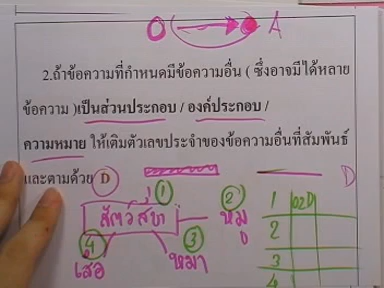 O A
2.ถ้าข้อความที่กำหนดมีข้อความอื่น ( ซึ่งอาจมีได้หลาย
ข้อความ )เป็นส่วนประกอบ / องค์ประกอบ /
ความหมาย ให้เติมตัวเลขประจำของข้อความอื่นที่สัมพันธ์
และตามด้วย D
D
1 02D
2
3
4
1
สัตว์สี่ขา
2
หมู
3
หมา
4
เสือ